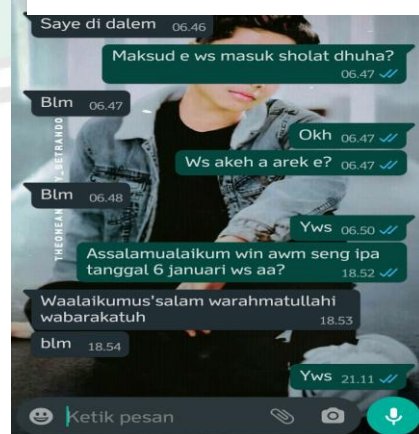 Saye di dalem 06.46
Maksud e ws masuk sholat dhuha?
06.47
Blm 06.47
Okh 06.47
Ws akeh a arek e? 06.47
Blm 06.48
Yws 06.50
Assalamualaikum win awm seng ipa
tanggal 6 januari ws aa? 18.52
Waalaikumus'salam warahmatullahi
wabarakatuh 18.53
blm 18.54
Yws 21.11
Ketik pesan